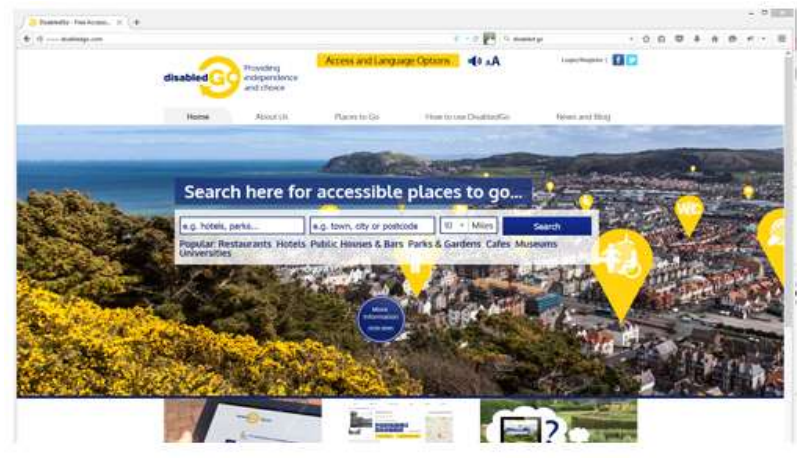 DisabledGo - Free Access...
www.disabledgo.com
disabled go
disabledGO
Providing
independence
and choice
Access and Language Options
AA
Login/Register |
Home About Us Places to Go How to use DisabledGo News and Blog
Search here for accessible places to go...
e.g. hotels, parks... e.g. town, city or postcode 10 Miles Search
Popular: Restaurants Hotels Public Houses & Bars Parks & Gardens Cafes Museums
Universities
WC
More
Information
?